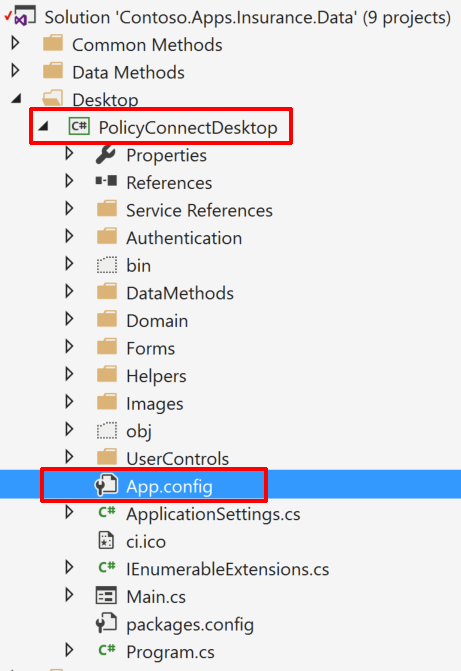 Solution 'Contoso.Apps.Insurance.Data' (9 projects)
Common Methods
Data Methods
Desktop
C# PolicyConnectDesktop
Properties
References
Service References
Authentication
bin
DataMethods
Domain
Forms
Helpers
Images
obj
UserControls
App.config
C# ApplicationSettings.cs
ci.ico
C# IEnumerableExtensions.cs
Main.cs
packages.config
C# Program.cs